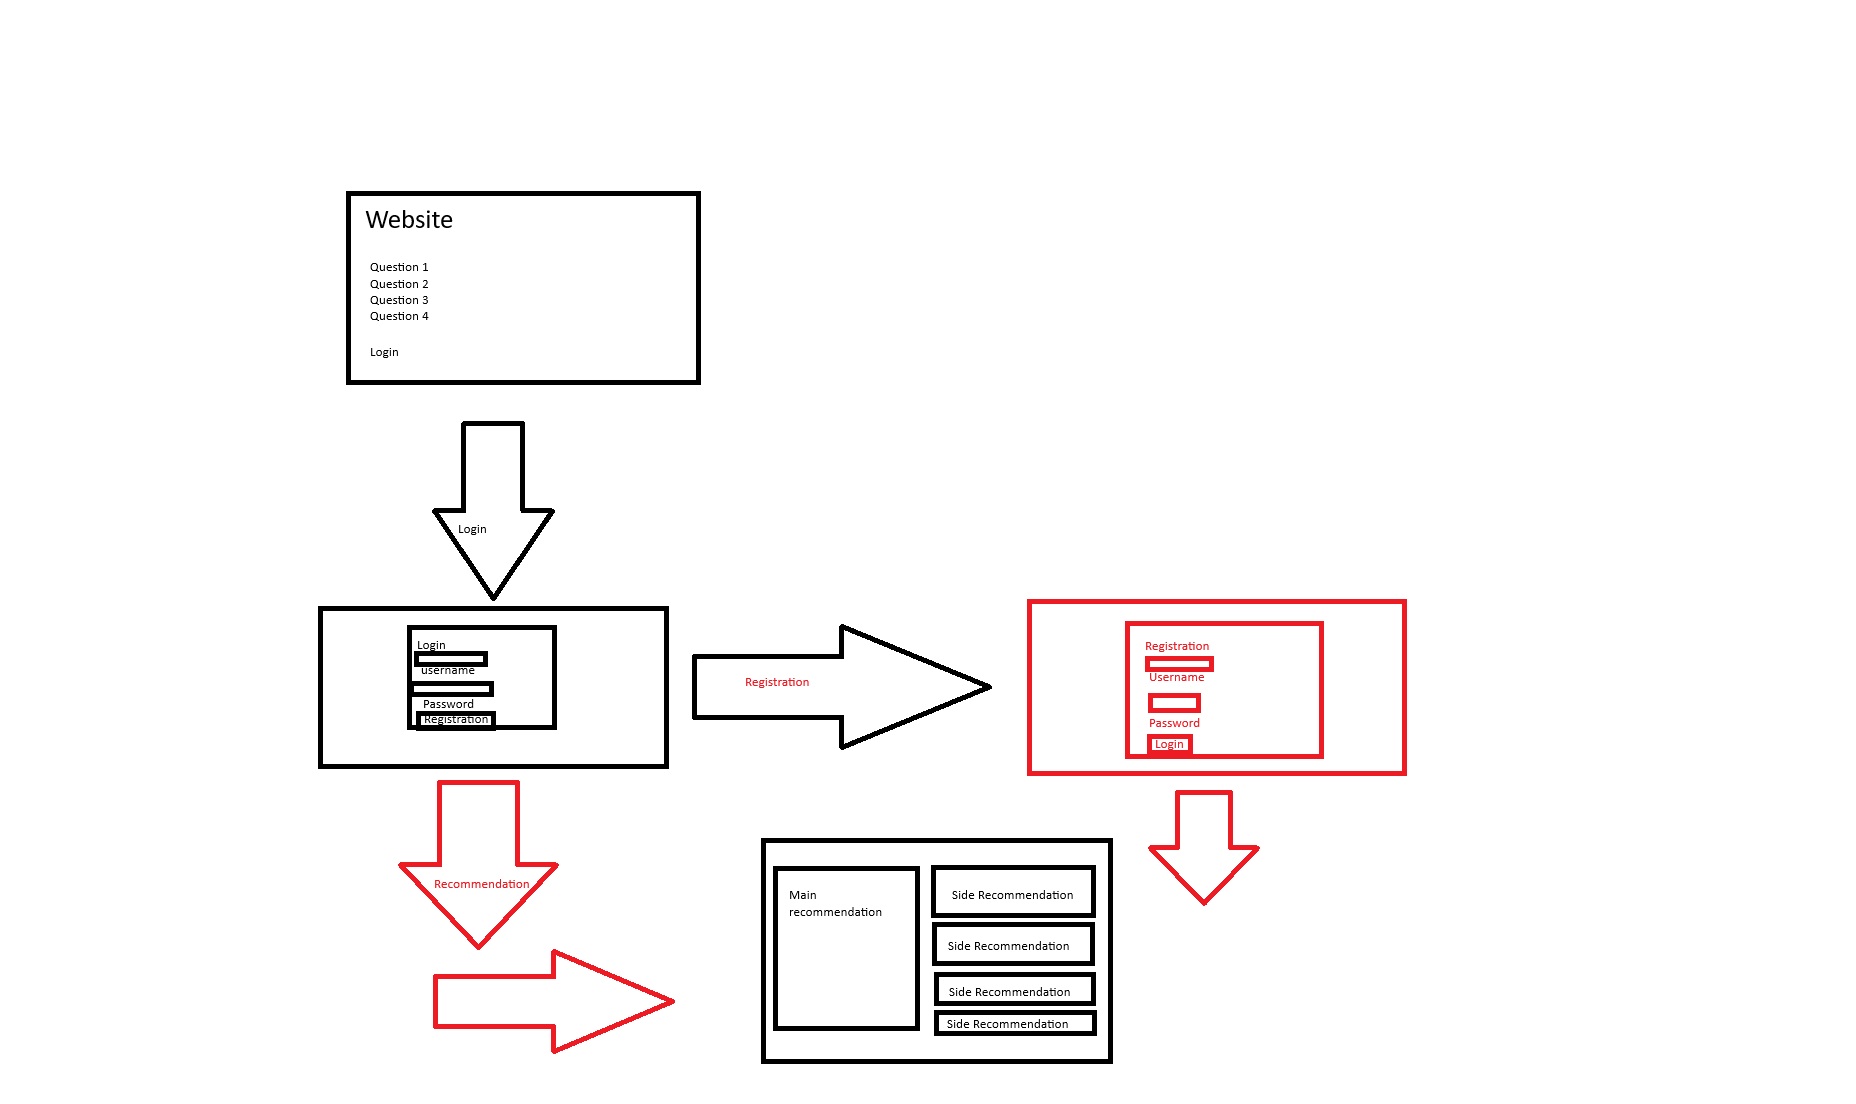 Website
Question 1
Question 2
Question 3
Question 4
Login
Login
Login
username
Password
Registration
Registration
Registration
Username
Password
Login
Recommendation
Main
recommendation
Side Recommendation
Side Recommendation
Side Recommendation
Side Recommendation